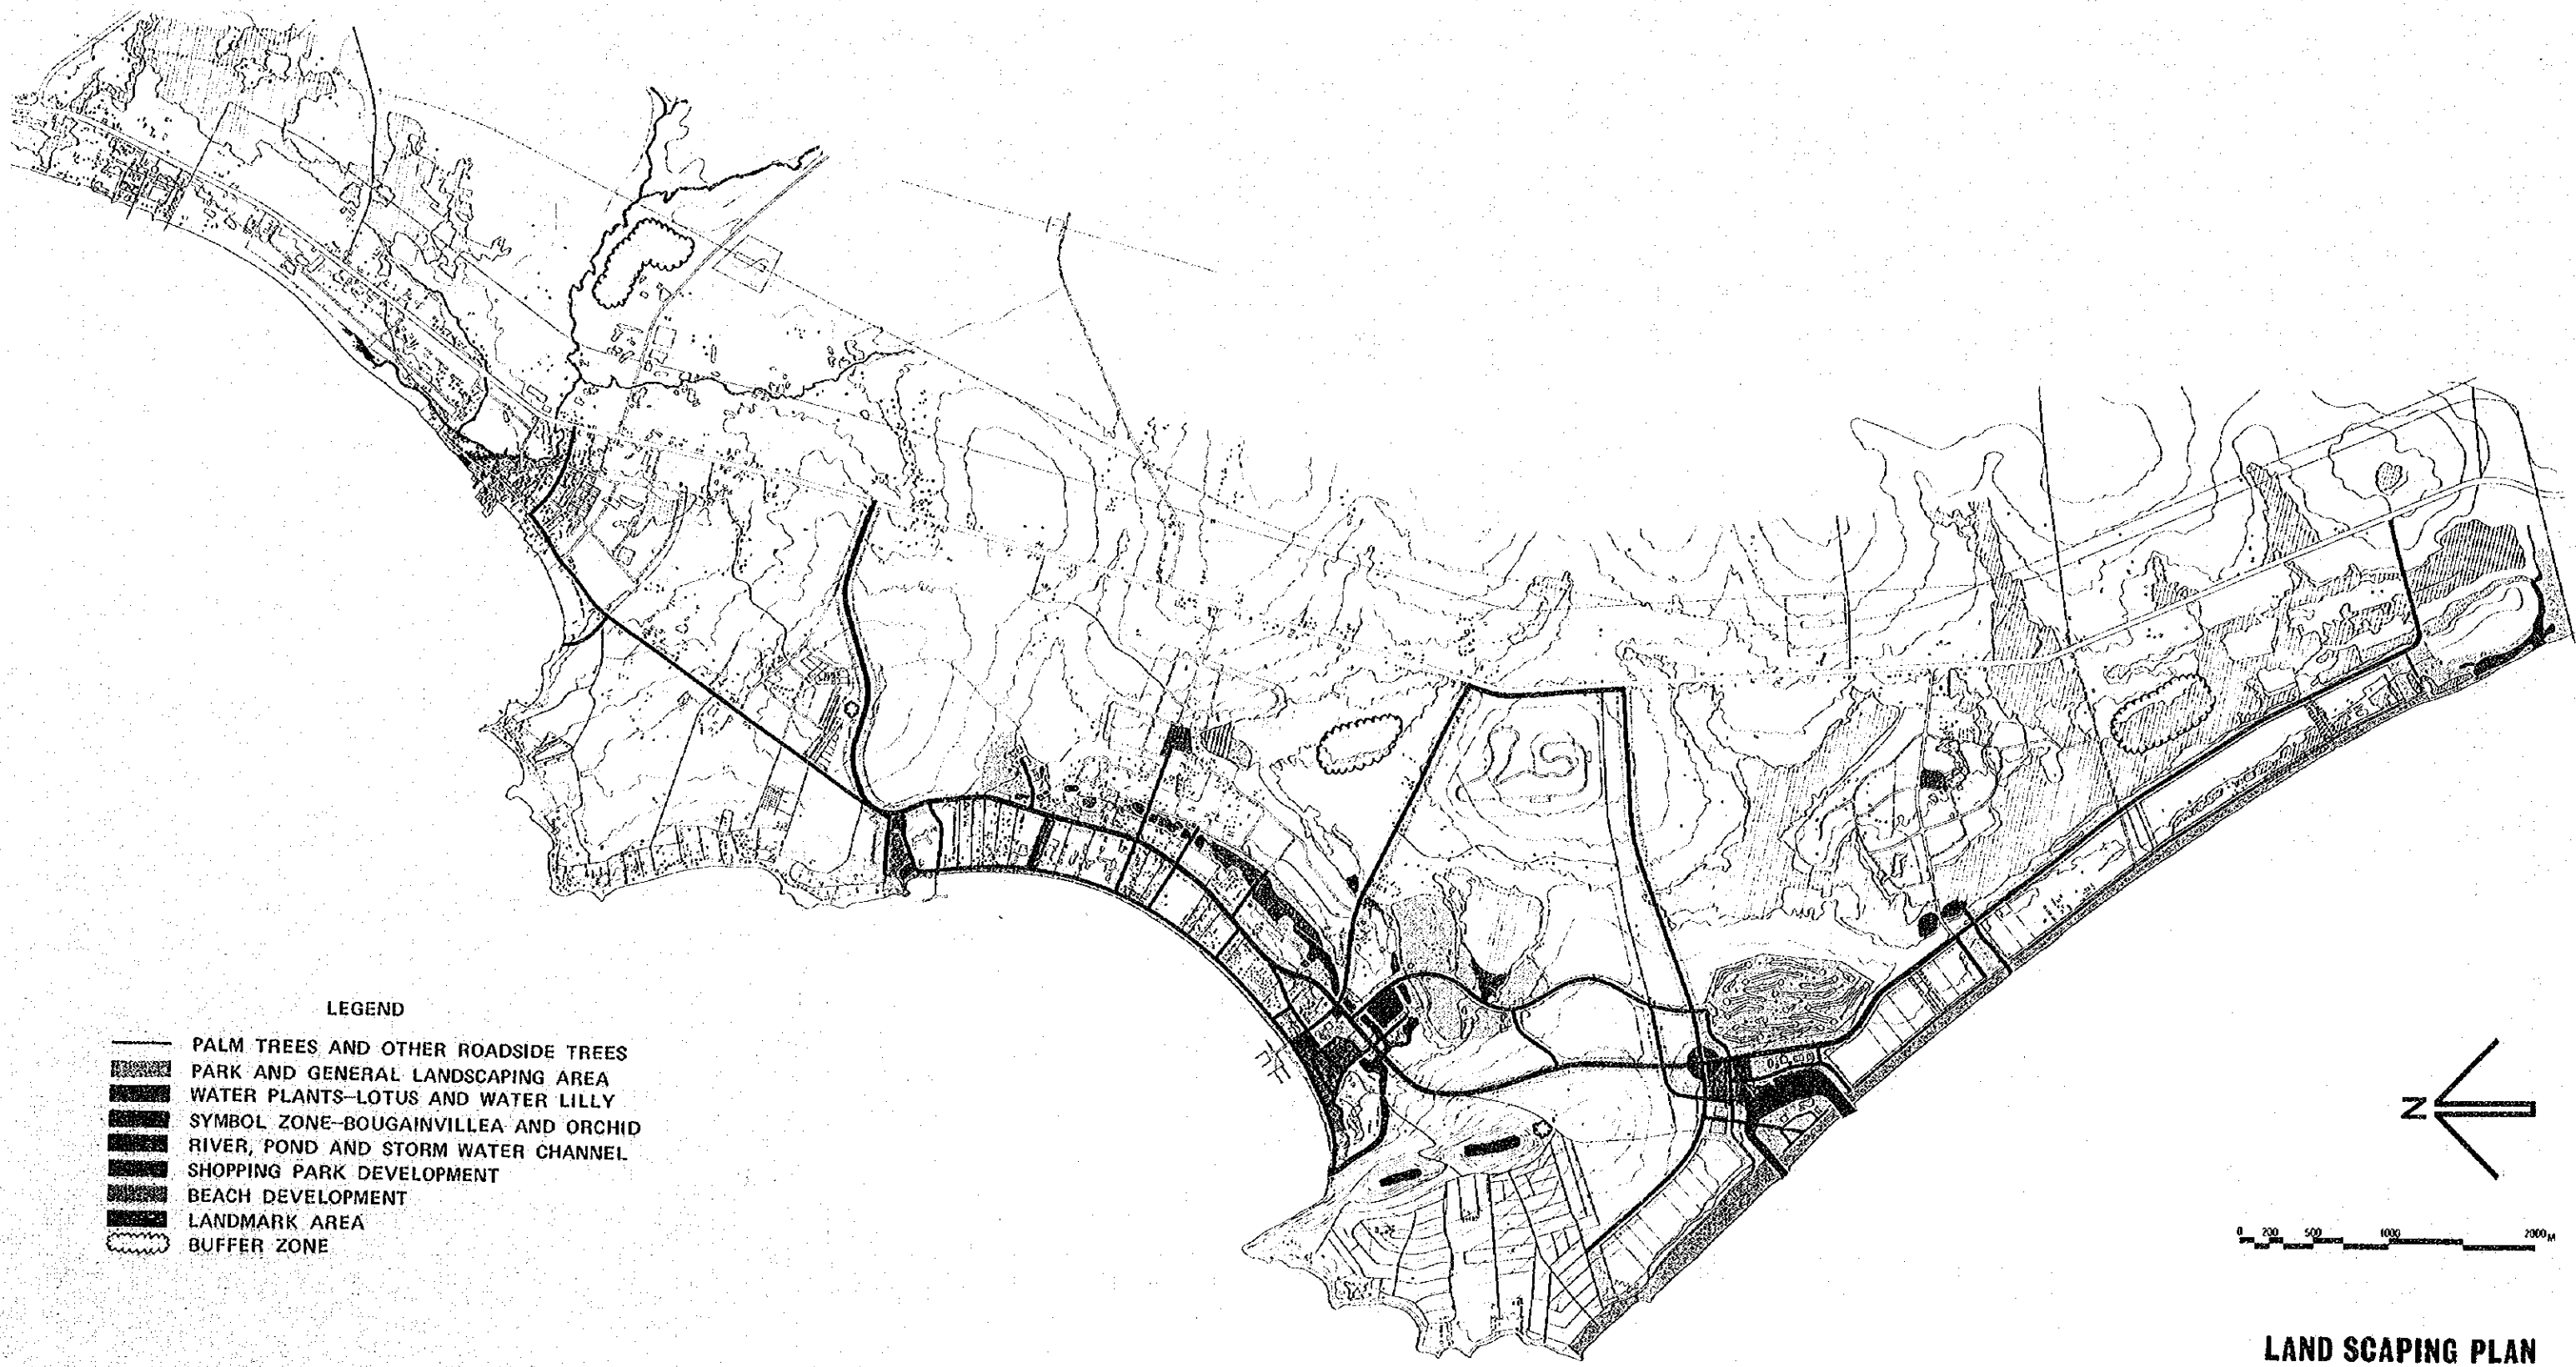 LEGEND
PALM TREES AND OTHER ROADSIDE TREES
PARK AND GENERAL LANDSCAPING AREA
WATER PLANTS–LOTUS AND WATER LILLY
SYMBOL ZONE–BOUGAINVILLEA AND ORCHID
RIVER, POND AND STORM WATER CHANNEL
SHOPPING PARK DEVELOPMENT
BEACH DEVELOPMENT
LANDMARK AREA
BUFFER ZONE
N
0 200 500 1000 2000M
LAND SCAPING PLAN